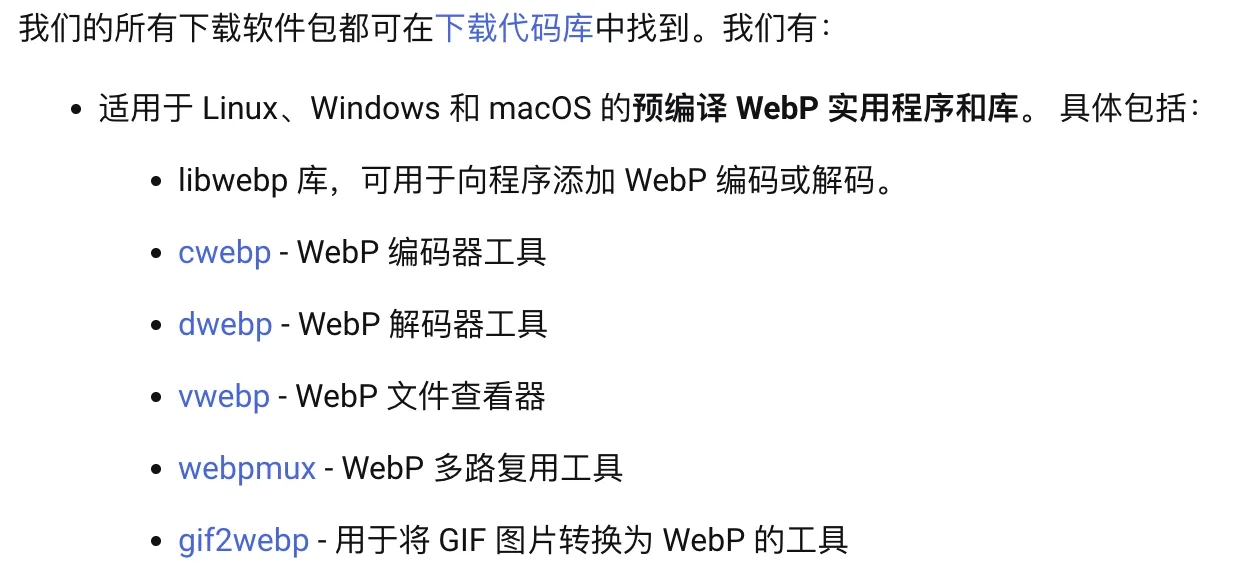 我们的所有下载软件包都可在下载代码库中找到。我们有：
• 适用于 Linux、Windows 和 macOS 的预编译 WebP 实用程序和库。 具体包括：
• libwebp 库，可用于向程序添加 WebP 编码或解码。
• cwebp - WebP 编码器工具
• dwebp - WebP 解码器工具
• vwebp - WebP 文件查看器
• webpmux - WebP 多路复用工具
• gif2webp - 用于将 GIF 图片转换为 WebP 的工具